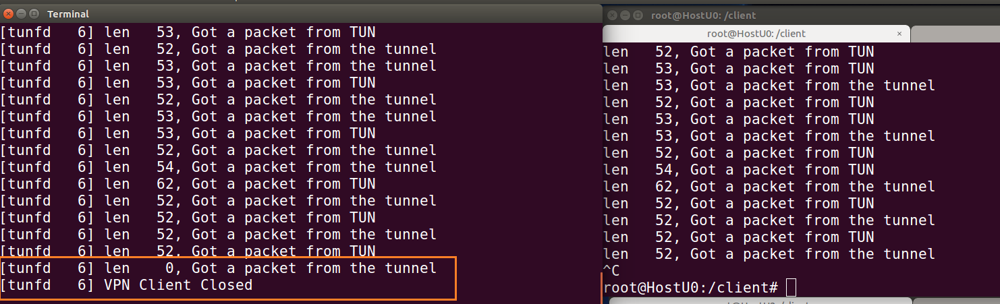 Terminal
[tunfd   6] len   53, Got a packet from TUN
[tunfd   6] len   52, Got a packet from the tunnel
[tunfd   6] len   53, Got a packet from the tunnel
[tunfd   6] len   53, Got a packet from TUN
[tunfd   6] len   52, Got a packet from the tunnel
[tunfd   6] len   53, Got a packet from the tunnel
[tunfd   6] len   53, Got a packet from TUN
[tunfd   6] len   52, Got a packet from the tunnel
[tunfd   6] len   54, Got a packet from the tunnel
[tunfd   6] len   62, Got a packet from TUN
[tunfd   6] len   52, Got a packet from the tunnel
[tunfd   6] len   52, Got a packet from TUN
[tunfd   6] len   52, Got a packet from the tunnel
[tunfd   6] len   52, Got a packet from TUN
[tunfd   6] len    0, Got a packet from the tunnel
[tunfd   6] VPN Client Closed
root@HostU0: /client
root@HostU0: /client ×
len   52, Got a packet from TUN
len   53, Got a packet from TUN
len   53, Got a packet from the tunnel
len   52, Got a packet from TUN
len   53, Got a packet from TUN
len   53, Got a packet from the tunnel
len   52, Got a packet from TUN
len   54, Got a packet from TUN
len   62, Got a packet from the tunnel
len   52, Got a packet from TUN
len   52, Got a packet from the tunnel
len   52, Got a packet from TUN
len   52, Got a packet from the tunnel
^C
root@HostU0:/client#